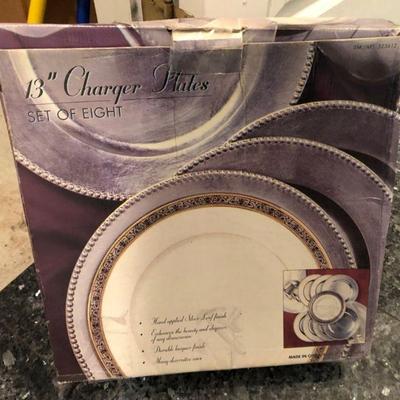 13" Charger Plates
SET OF EIGHT
• Hand applied Silver Leaf finish
• Enhances the beauty and elegance
of any dinnerware
• Durable lacquer finish
• Many decorative uses
MADE IN